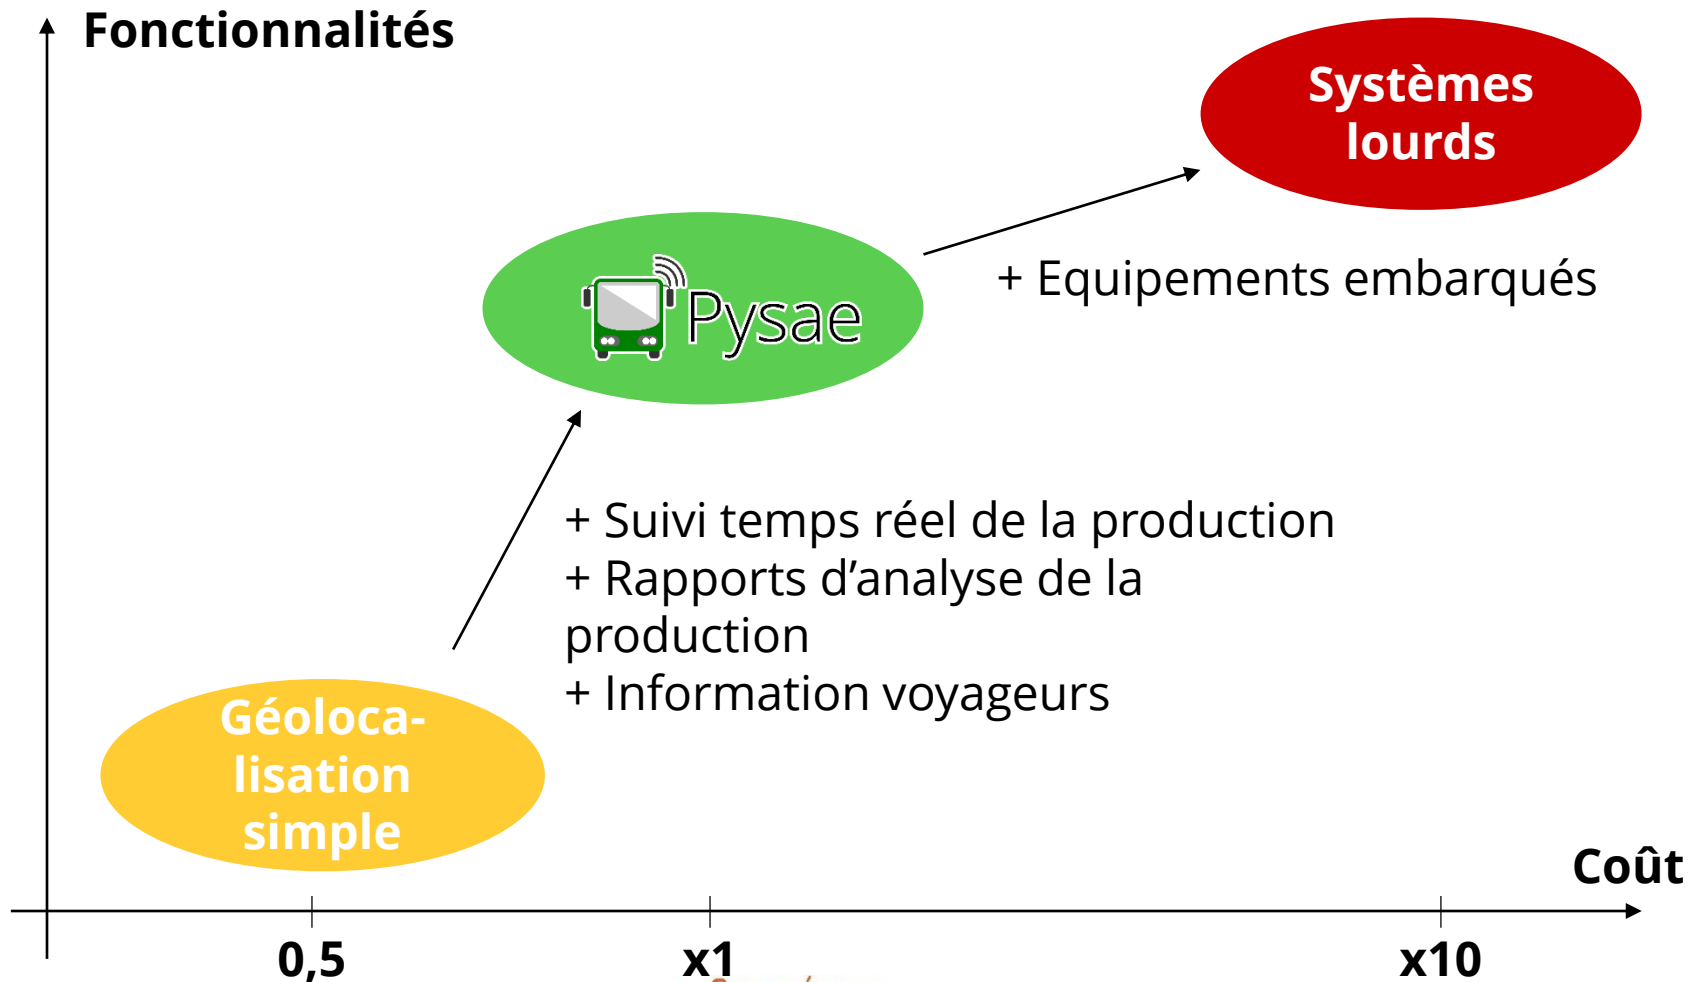 Fonctionnalités
Systèmes
lourds
Pysae
+ Equipements embarqués
+ Suivi temps réel de la production
+ Rapports d’analyse de la
production
+ Information voyageurs
Géoloca-
lisation
simple
Coût
0,5
x1
x10